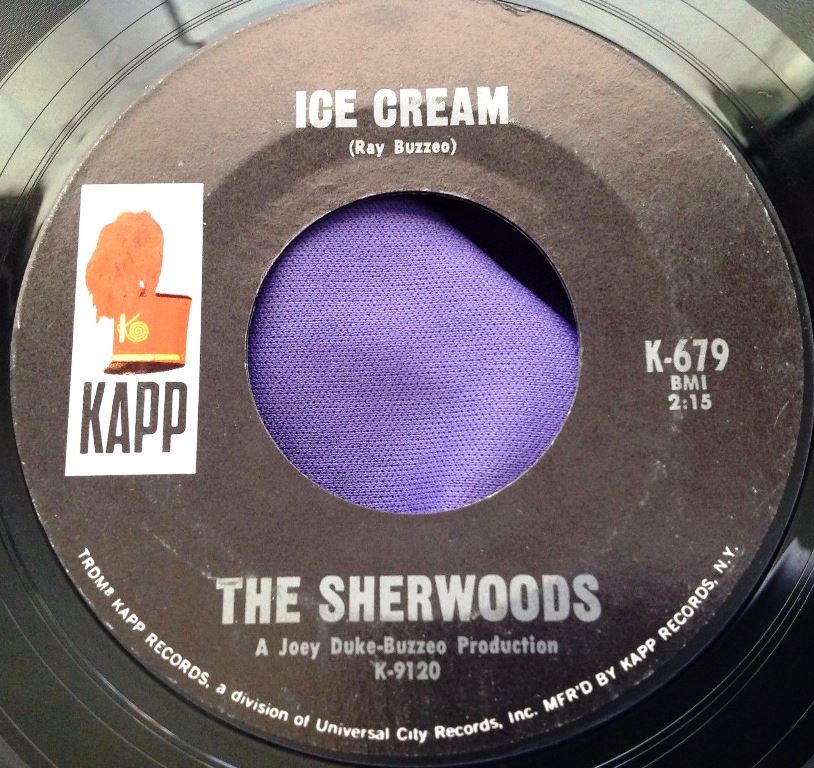 ICE CREAM
(Ray Buzzeo)
K
KAPP
K-679
BMI
2:15
THE SHERWOODS
A Joey Duke-Buzzeo Production
K-9120
TRDM® KAPP RECORDS, a division of Universal City Records, Inc. MFR'D BY KAPP RECORDS, N.Y.